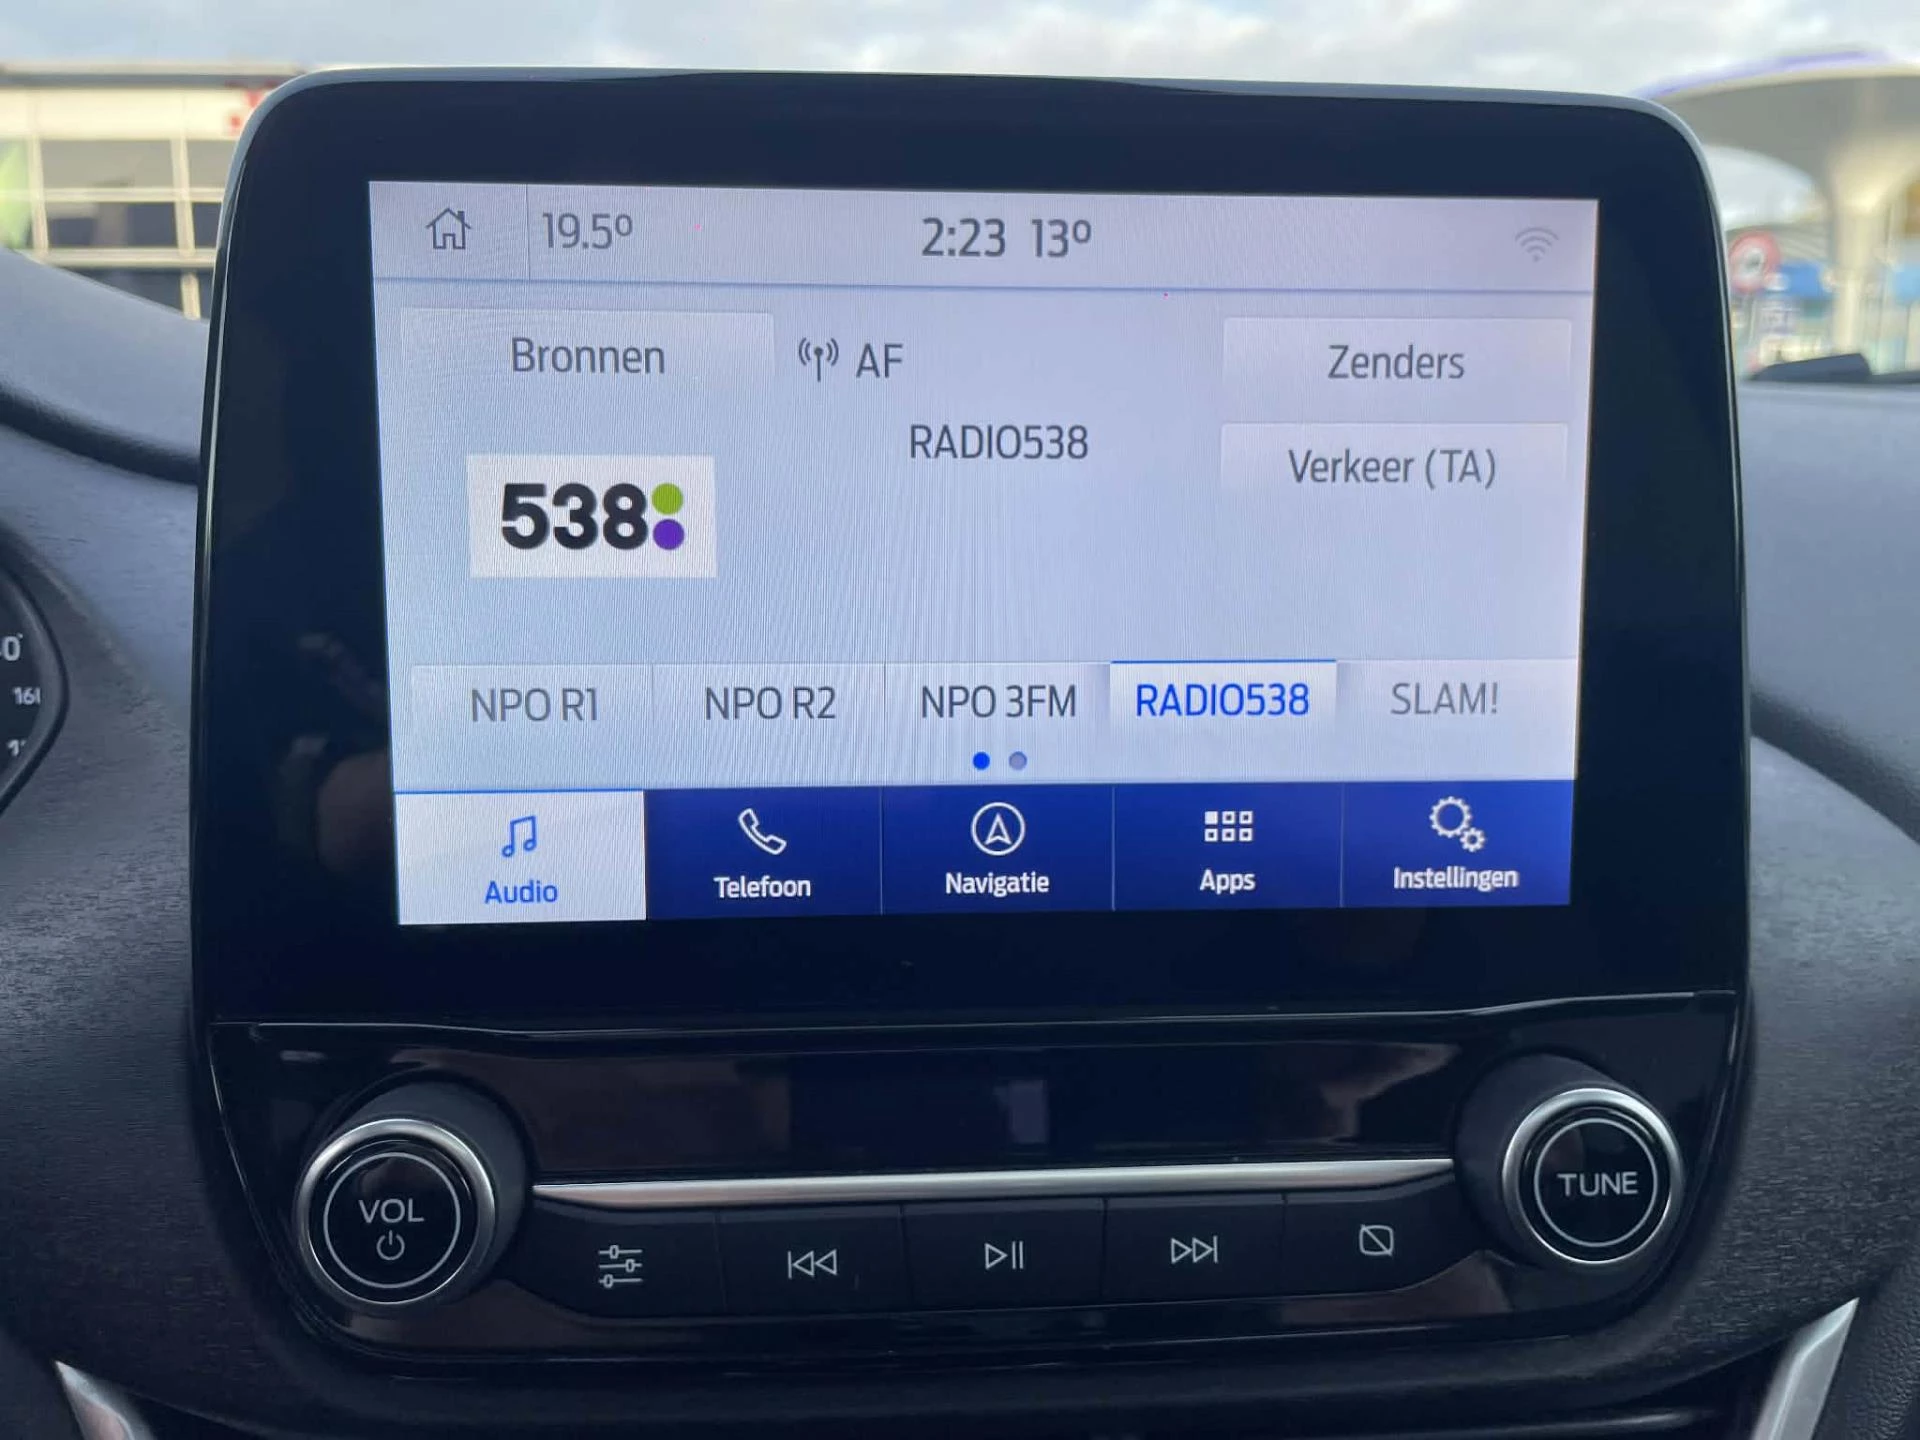 19.5º
2:23 13º
Bronnen
AF
Zenders
RADIO538
Verkeer (TA)
538
NPO R1
NPO R2
NPO 3FM
RADIO538
SLAM!
Audio
Telefoon
Navigatie
Apps
Instellingen
VOL
TUNE